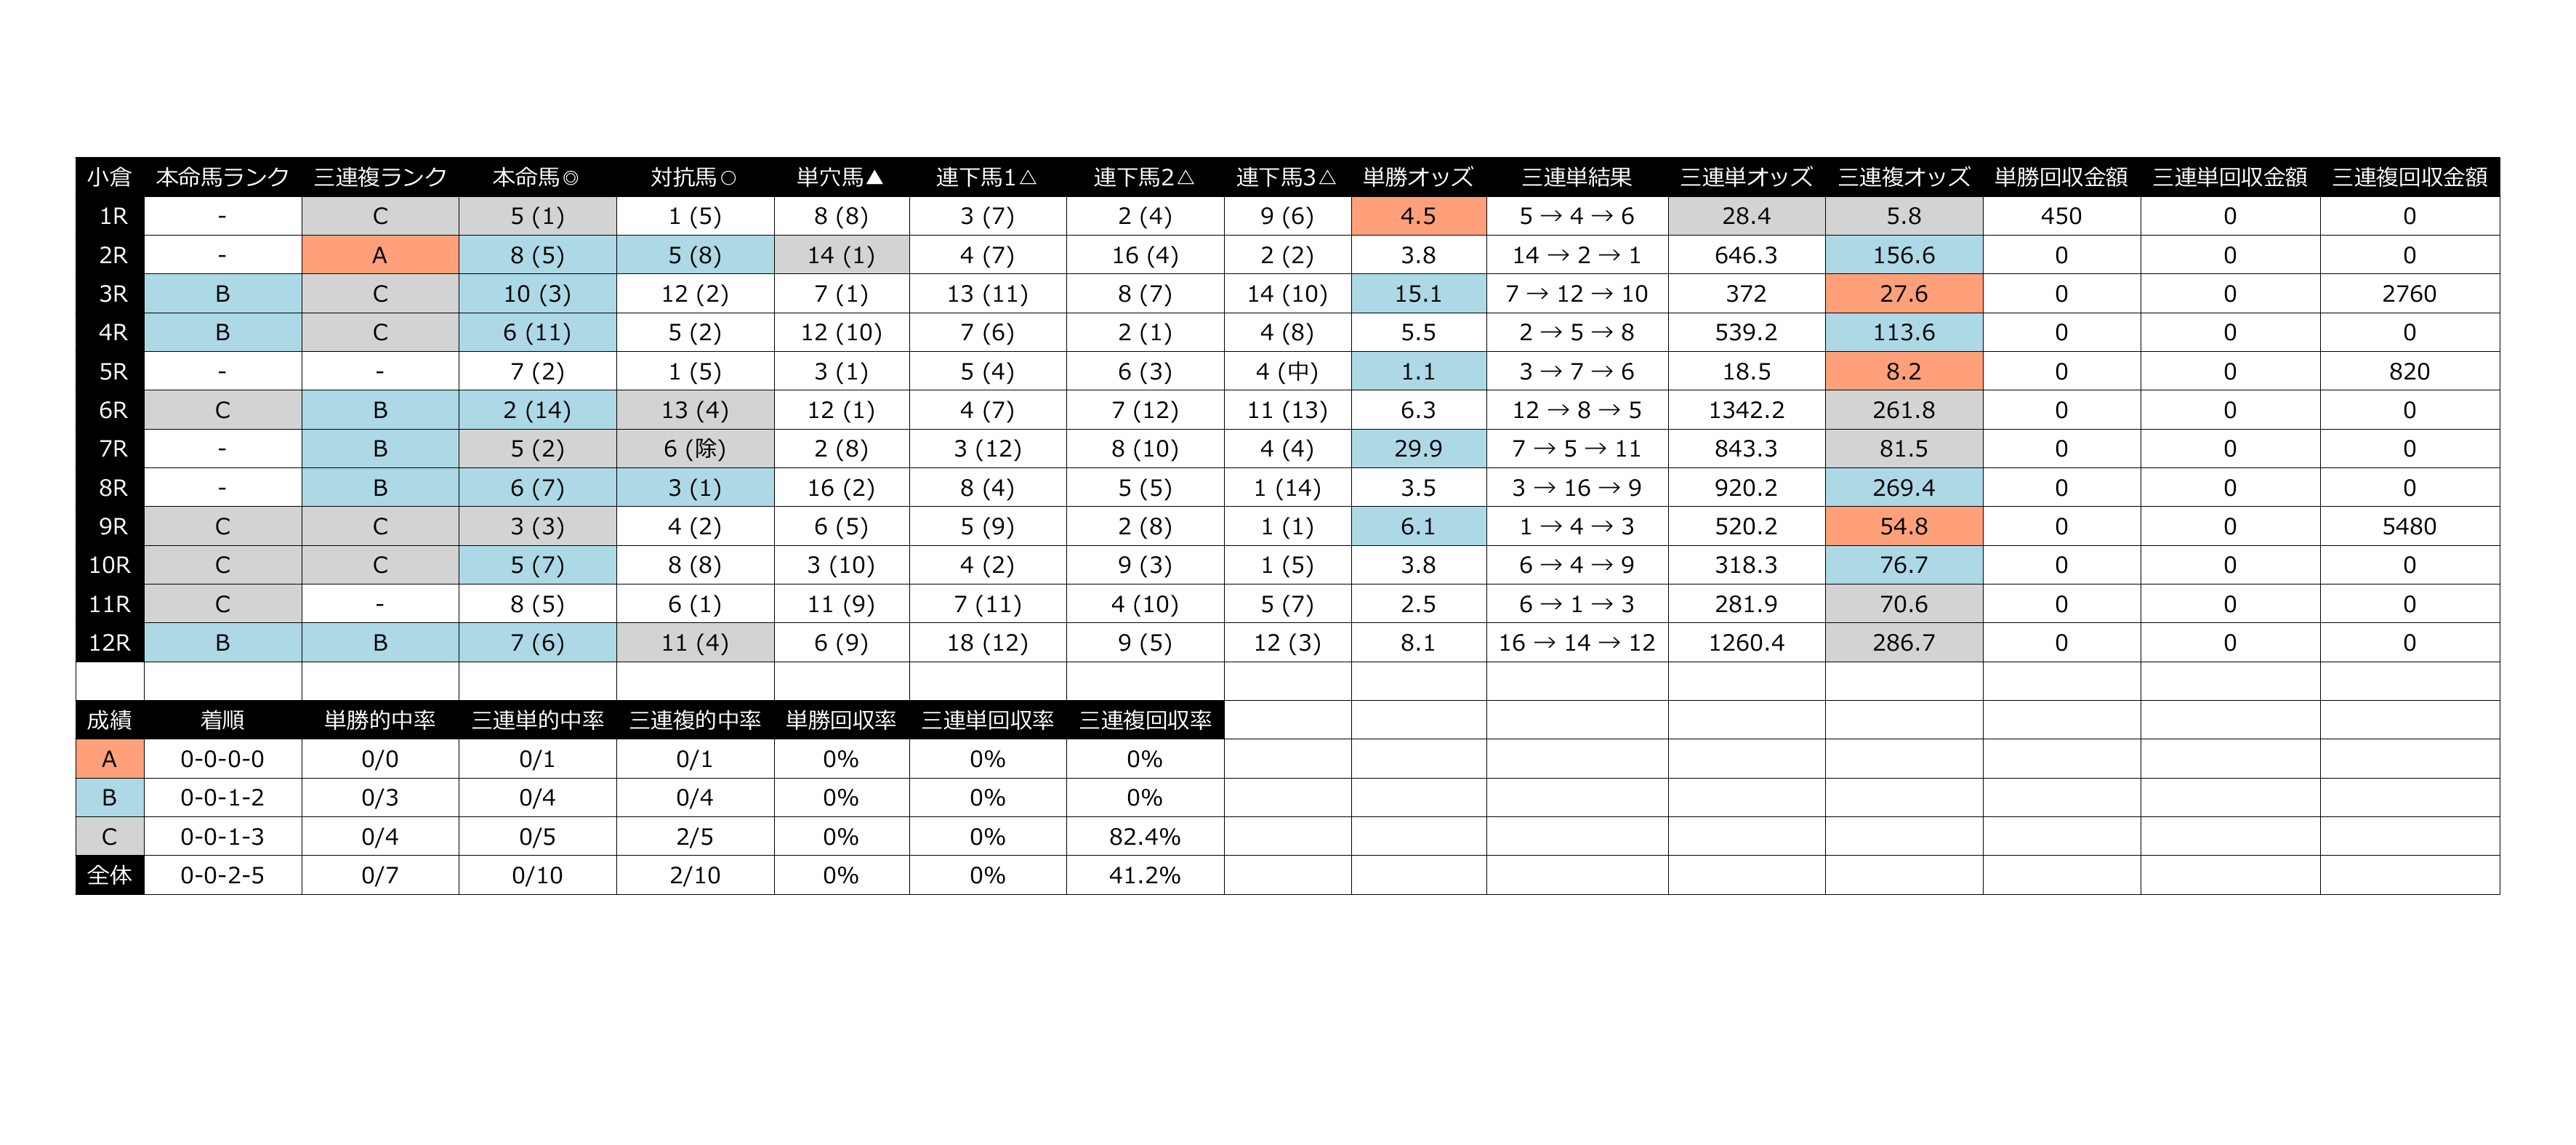 小倉 本命馬ランク 三連複ランク 本命馬◎ 対抗馬○ 単穴馬▲ 連下馬1△ 連下馬2△ 連下馬3△ 単勝オッズ 三連単結果 三連単オッズ 三連複オッズ 単勝回収金額 三連単回収金額 三連複回収金額
1R - C 5 (1) 1 (5) 8 (8) 3 (7) 2 (4) 9 (6) 4.5 5 → 4 → 6 28.4 5.8 450 0 0
2R - A 8 (5) 5 (8) 14 (1) 4 (7) 16 (4) 2 (2) 3.8 14 → 2 → 1 646.3 156.6 0 0 0
3R B C 10 (3) 12 (2) 7 (1) 13 (11) 8 (7) 14 (10) 15.1 7 → 12 → 10 372 27.6 0 0 2760
4R B C 6 (11) 5 (2) 12 (10) 7 (6) 2 (1) 4 (8) 5.5 2 → 5 → 8 539.2 113.6 0 0 0
5R - - 7 (2) 1 (5) 3 (1) 5 (4) 6 (3) 4 (中) 1.1 3 → 7 → 6 18.5 8.2 0 0 820
6R C B 2 (14) 13 (4) 12 (1) 4 (7) 7 (12) 11 (13) 6.3 12 → 8 → 5 1342.2 261.8 0 0 0
7R - B 5 (2) 6 (除) 2 (8) 3 (12) 8 (10) 4 (4) 29.9 7 → 5 → 11 843.3 81.5 0 0 0
8R - B 6 (7) 3 (1) 16 (2) 8 (4) 5 (5) 1 (14) 3.5 3 → 16 → 9 920.2 269.4 0 0 0
9R C C 3 (3) 4 (2) 6 (5) 5 (9) 2 (8) 1 (1) 6.1 1 → 4 → 3 520.2 54.8 0 0 5480
10R C C 5 (7) 8 (8) 3 (10) 4 (2) 9 (3) 1 (5) 3.8 6 → 4 → 9 318.3 76.7 0 0 0
11R C - 8 (5) 6 (1) 11 (9) 7 (11) 4 (10) 5 (7) 2.5 6 → 1 → 3 281.9 70.6 0 0 0
12R B B 7 (6) 11 (4) 6 (9) 18 (12) 9 (5) 12 (3) 8.1 16 → 14 → 12 1260.4 286.7 0 0 0
成績 着順 単勝的中率 三連単的中率 三連複的中率 単勝回収率 三連単回収率 三連複回収率
A 0-0-0-0 0/0 0/1 0/1 0% 0% 0%
B 0-0-1-2 0/3 0/4 0/4 0% 0% 0%
C 0-0-1-3 0/4 0/5 2/5 0% 0% 82.4%
全体 0-0-2-5 0/7 0/10 2/10 0% 0% 41.2%